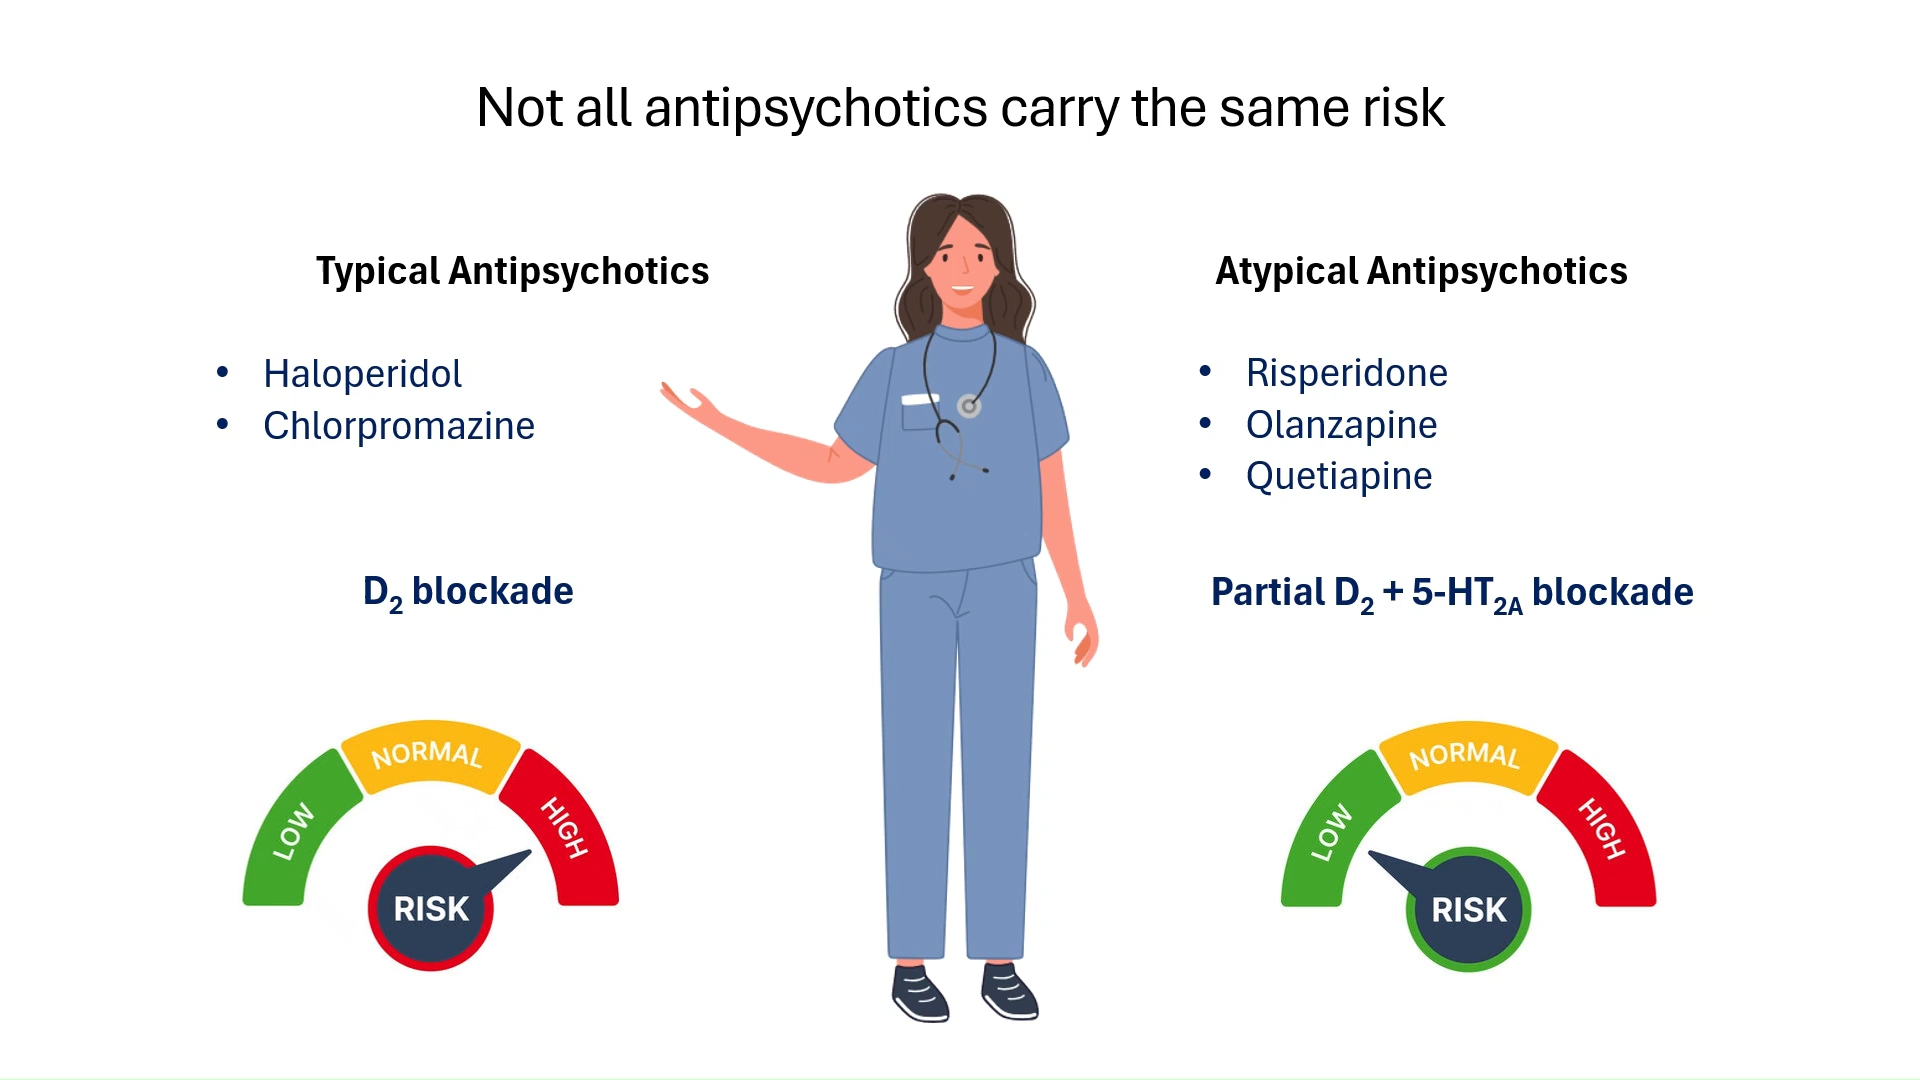 Not all antipsychotics carry the same risk
Typical Antipsychotics
• Haloperidol
• Chlorpromazine
D₂ blockade
LOW
NORMAL
HIGH
RISK
Atypical Antipsychotics
• Risperidone
• Olanzapine
• Quetiapine
Partial D₂ + 5-HT₂A blockade
LOW
NORMAL
HIGH
RISK